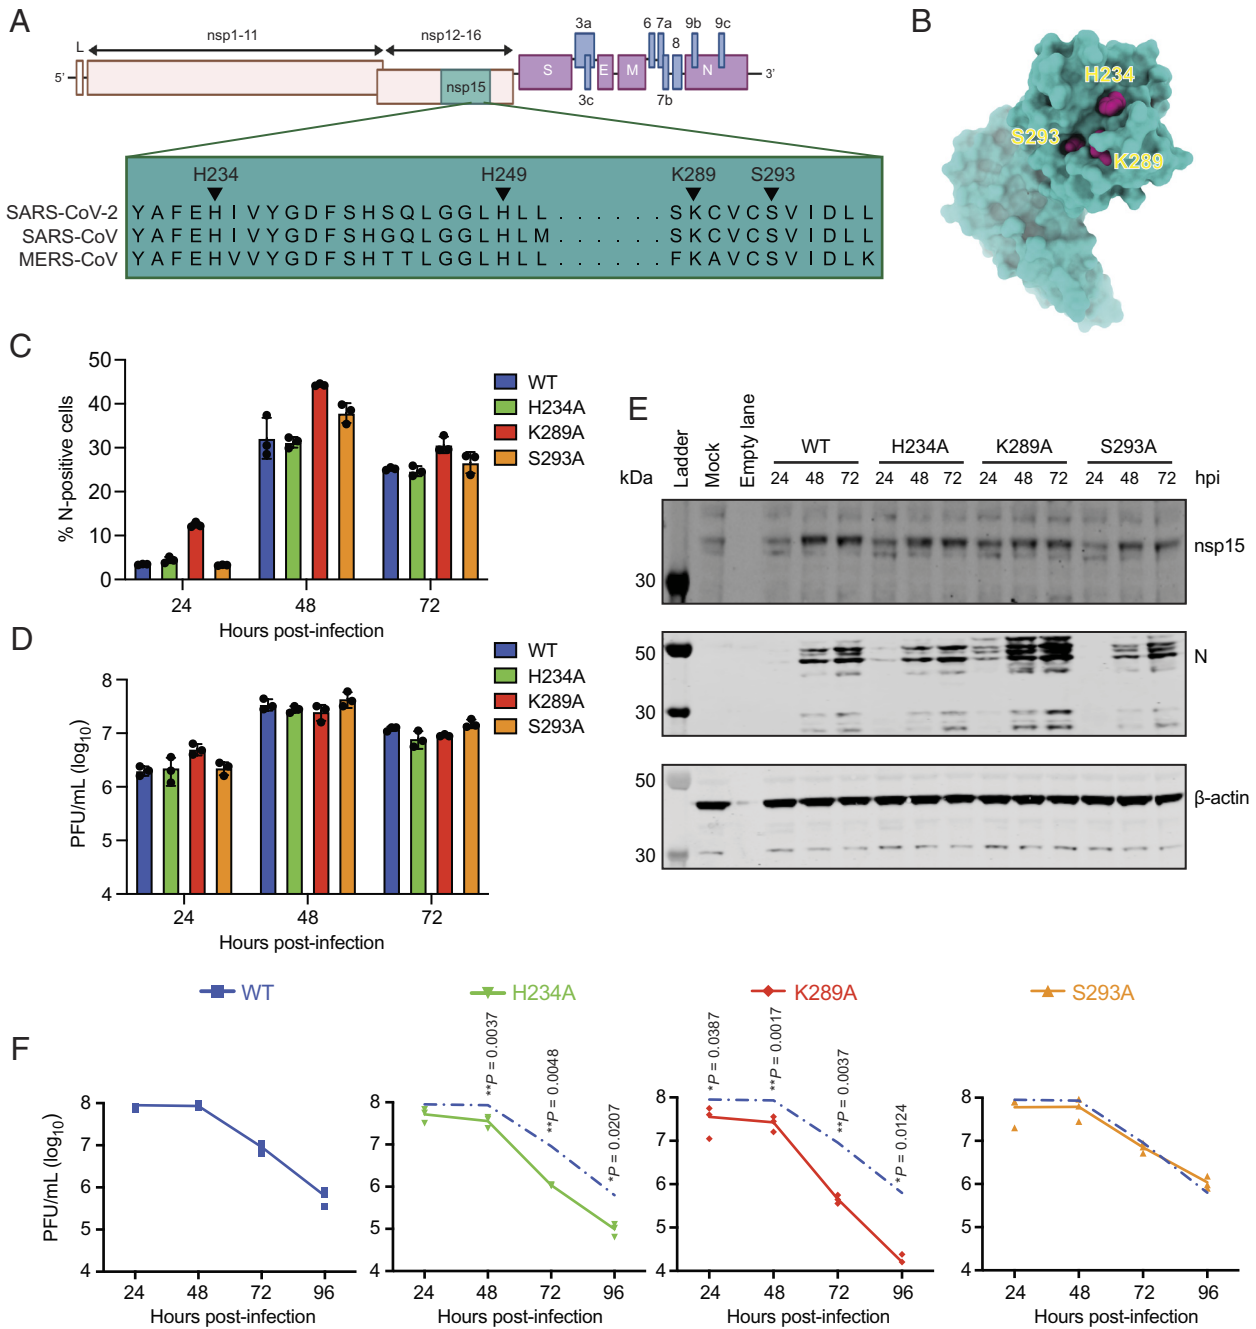 A
L
nsp1-11
nsp12-16
3a
6 7a
8
9b 9c
5'
nsp15
S
E
M
N
3'
3c
7b
H234 H249 K289 S293
SARS-CoV-2 Y A F E H I V Y G D F S H S Q L G G L H L L . . . . . . S K C V C S V I D L L
SARS-CoV Y A F E H I V Y G D F S H G Q L G G L H L M . . . . . . S K C V C S V I D L L
MERS-CoV Y A F E H V V Y G D F S H T T L G G L H L L . . . . . . F K A V C S V I D L K
B
H234
S293
K289
C
% N-positive cells
50
40
30
20
10
0
24 48 72
Hours post-infection
WT
H234A
K289A
S293A
D
PFU/mL (log10)
8
7
6
5
4
24 48 72
Hours post-infection
WT
H234A
K289A
S293A
E
kDa
Ladder
Mock
Empty lane
WT H234A K289A S293A
24 48 72 24 48 72 24 48 72 24 48 72 hpi
30
nsp15
50
30
N
50
30
β-actin
F
WT
PFU/mL (log10)
8
7
6
5
4
24 48 72 96
Hours post-infection
H234A
**P = 0.0037
**P = 0.0048
*P = 0.0207
8
7
6
5
4
24 48 72 96
Hours post-infection
K289A
*P = 0.0387
**P = 0.0017
**P = 0.0037
*P = 0.0124
8
7
6
5
4
24 48 72 96
Hours post-infection
S293A
8
7
6
5
4
24 48 72 96
Hours post-infection